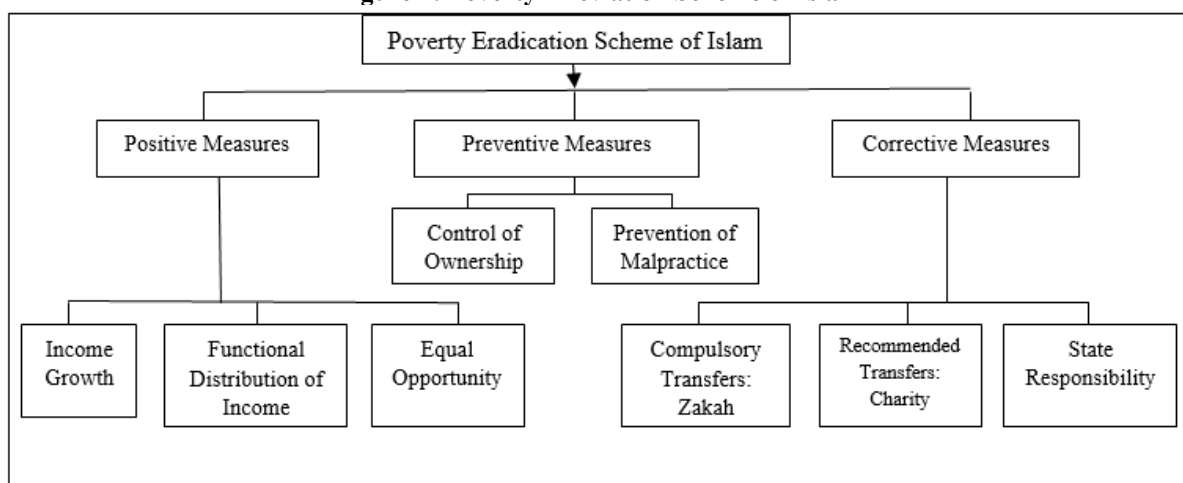 Poverty Eradication Scheme of Islam
Positive Measures
Preventive Measures
Corrective Measures
Control of
Ownership
Prevention of
Malpractice
Income
Growth
Functional
Distribution of
Income
Equal
Opportunity
Compulsory
Transfers:
Zakah
Recommended
Transfers:
Charity
State
Responsibility